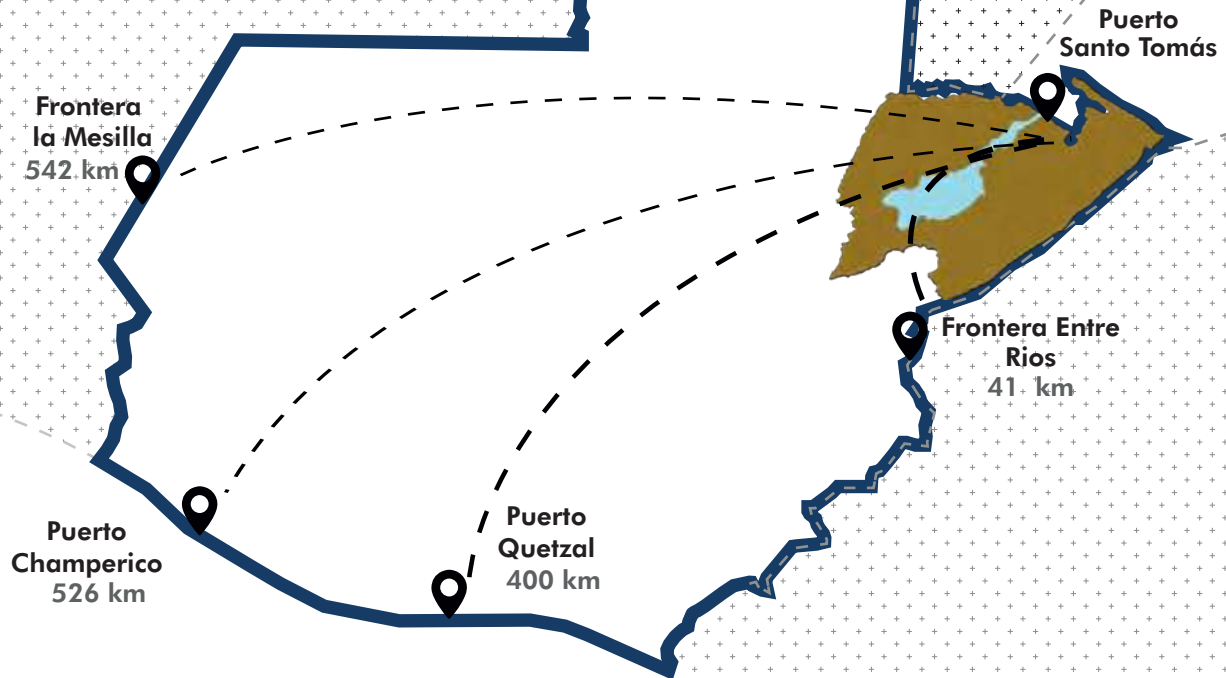 Puerto
Santo Tomás
Frontera
la Mesilla
542 km
Frontera Entre
Rios
41 km
Puerto
Quetzal
400 km
Puerto
Champerico
526 km